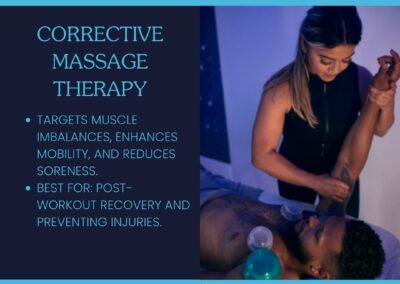 CORRECTIVE
MASSAGE
THERAPY
• TARGETS MUSCLE
IMBALANCES, ENHANCES
MOBILITY, AND REDUCES
SORENESS.
• BEST FOR: POST-
WORKOUT RECOVERY AND
PREVENTING INJURIES.